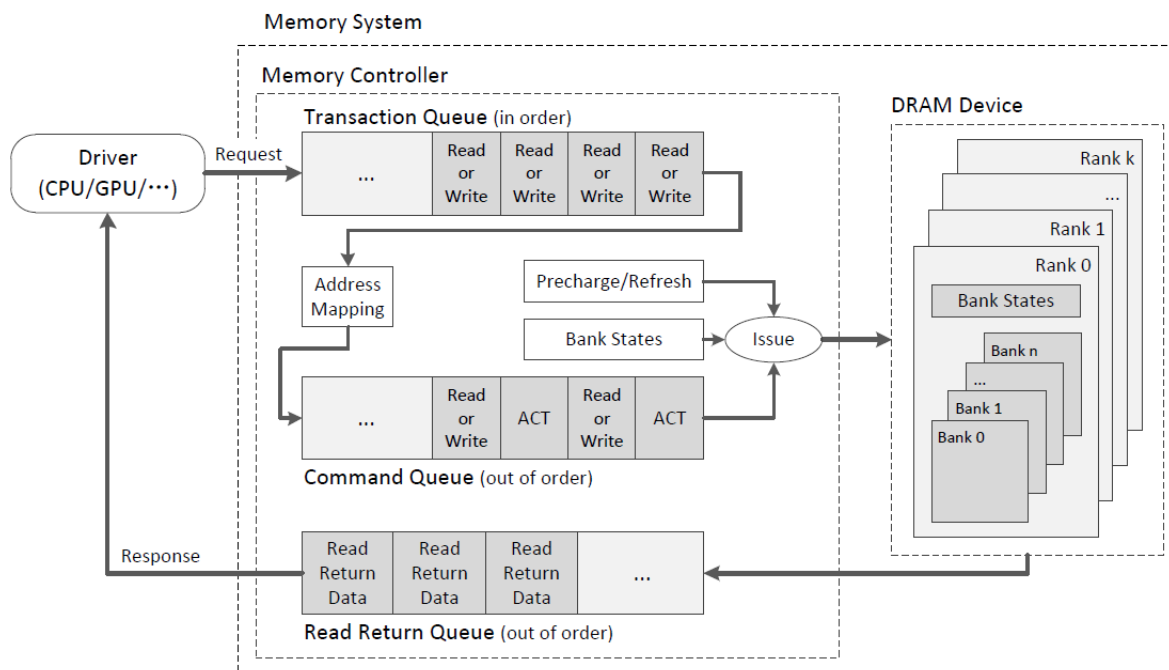 Memory System
Memory Controller
Transaction Queue (in order)
...
Read or Write
Read or Write
Read or Write
Read or Write
Driver
(CPU/GPU/⋯)
Request
Address
Mapping
Precharge/Refresh
Bank States
Issue
...
Read or Write
ACT
Read or Write
ACT
Command Queue (out of order)
Response
Read
Return
Data
Read
Return
Data
Read
Return
Data
...
Read Return Queue (out of order)
DRAM Device
Rank k
...
Rank 1
Rank 0
Bank States
Bank n
...
Bank 1
Bank 0